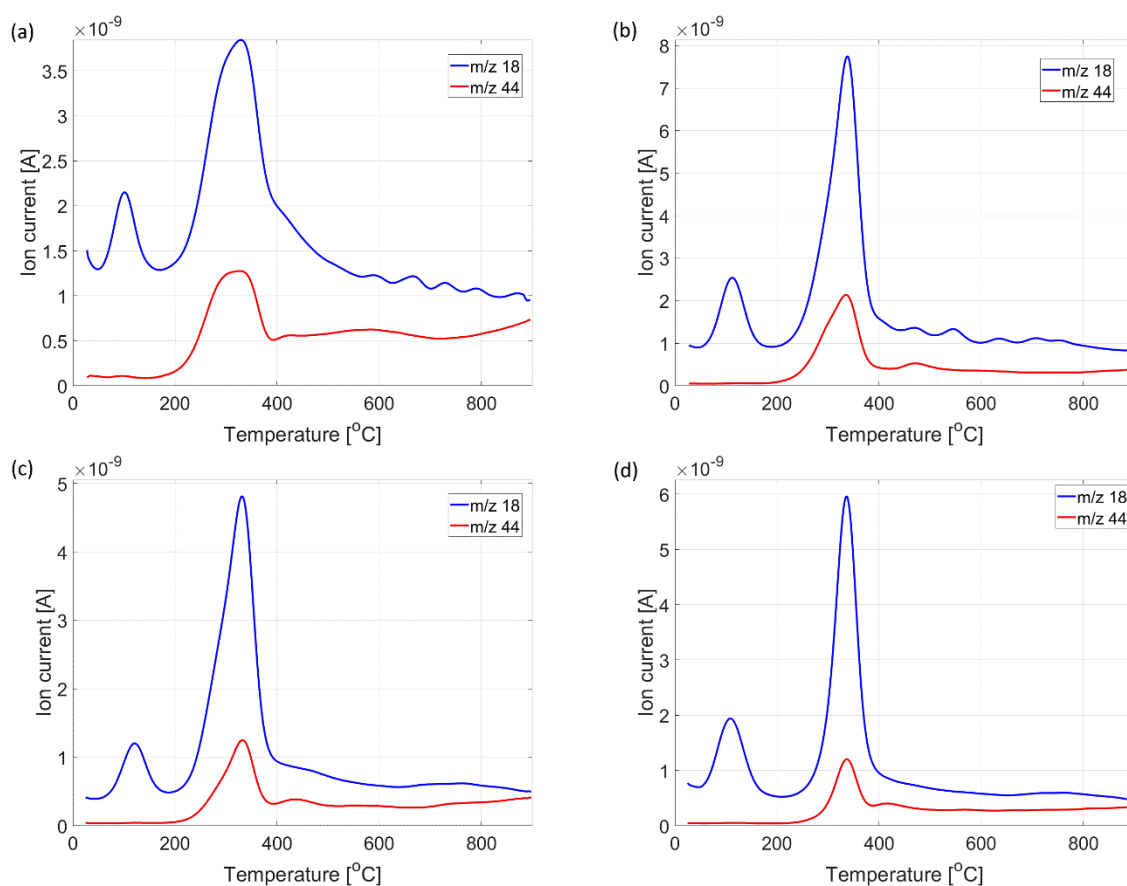 (a)
×10⁻⁹
3.5
3
2.5
2
1.5
1
0.5
0
0 200 400 600 800
Ion current [A]
Temperature [°C]
m/z 18
m/z 44
(b)
×10⁻⁹
8
7
6
5
4
3
2
1
0
0 200 400 600 800
Ion current [A]
Temperature [°C]
m/z 18
m/z 44
(c)
×10⁻⁹
5
4
3
2
1
0
0 200 400 600 800
Ion current [A]
Temperature [°C]
m/z 18
m/z 44
(d)
×10⁻⁹
6
5
4
3
2
1
0
0 200 400 600 800
Ion current [A]
Temperature [°C]
m/z 18
m/z 44